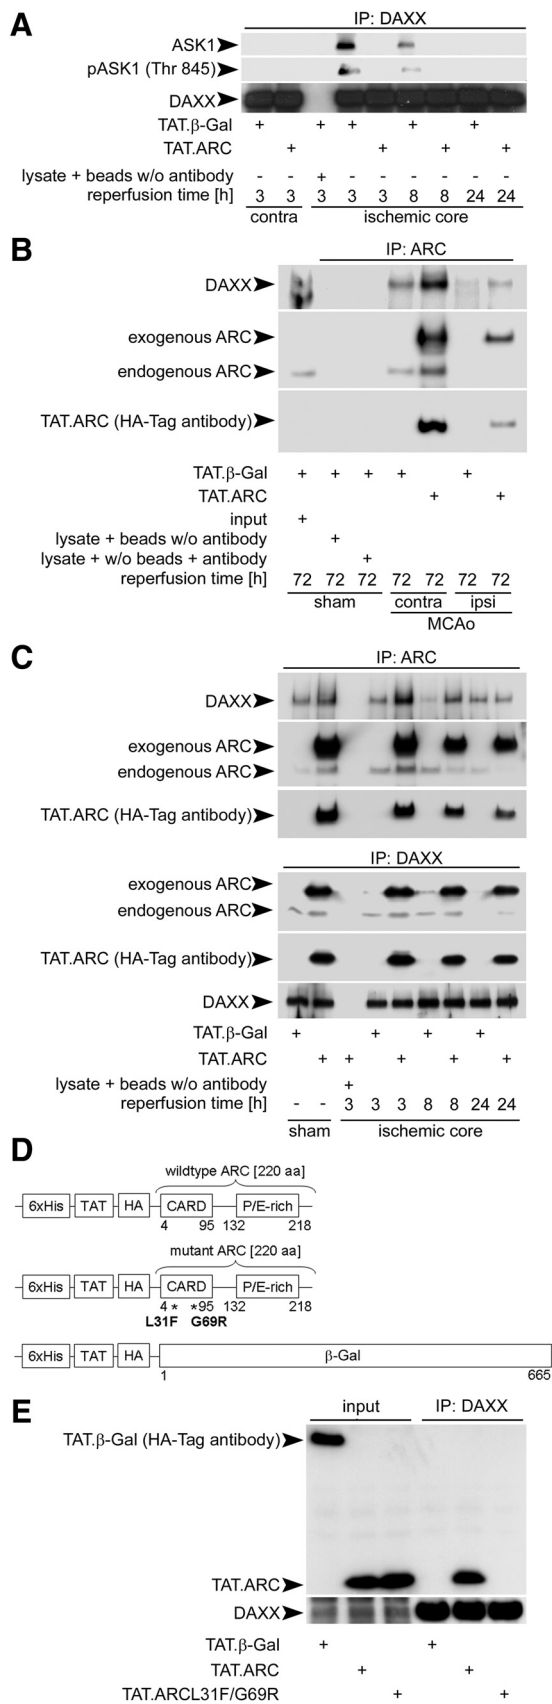 A
IP: DAXX
ASK1
pASK1 (Thr 845)
DAXX
TAT.β-Gal + + + + +
TAT.ARC + + + +
lysate + beads w/o antibody - - + - - - - - -
reperfusion time [h] 3 3 3 3 3 8 8 24 24
contra ischemic core
B
IP: ARC
DAXX
exogenous ARC
endogenous ARC
TAT.ARC (HA-Tag antibody)
TAT.β-Gal + + + + +
TAT.ARC + +
input +
lysate + beads w/o antibody +
lysate + w/o beads + antibody +
reperfusion time [h] 72 72 72 72 72 72 72
sham contra ipsi
MCAo
C
IP: ARC
DAXX
exogenous ARC
endogenous ARC
TAT.ARC (HA-Tag antibody)
IP: DAXX
exogenous ARC
endogenous ARC
TAT.ARC (HA-Tag antibody)
DAXX
TAT.β-Gal + + + +
TAT.ARC + + + + +
lysate + beads w/o antibody +
reperfusion time [h] - - 3 3 3 8 8 24 24
sham ischemic core
D
wildtype ARC [220 aa]
6xHis TAT HA CARD P/E-rich
4 95 132 218
mutant ARC [220 aa]
6xHis TAT HA CARD P/E-rich
4 * *95 132 218
L31F G69R
6xHis TAT HA β-Gal
1 665
E
input IP: DAXX
TAT.β-Gal (HA-Tag antibody)
TAT.ARC
DAXX
TAT.β-Gal + +
TAT.ARC + +
TAT.ARCL31F/G69R + +